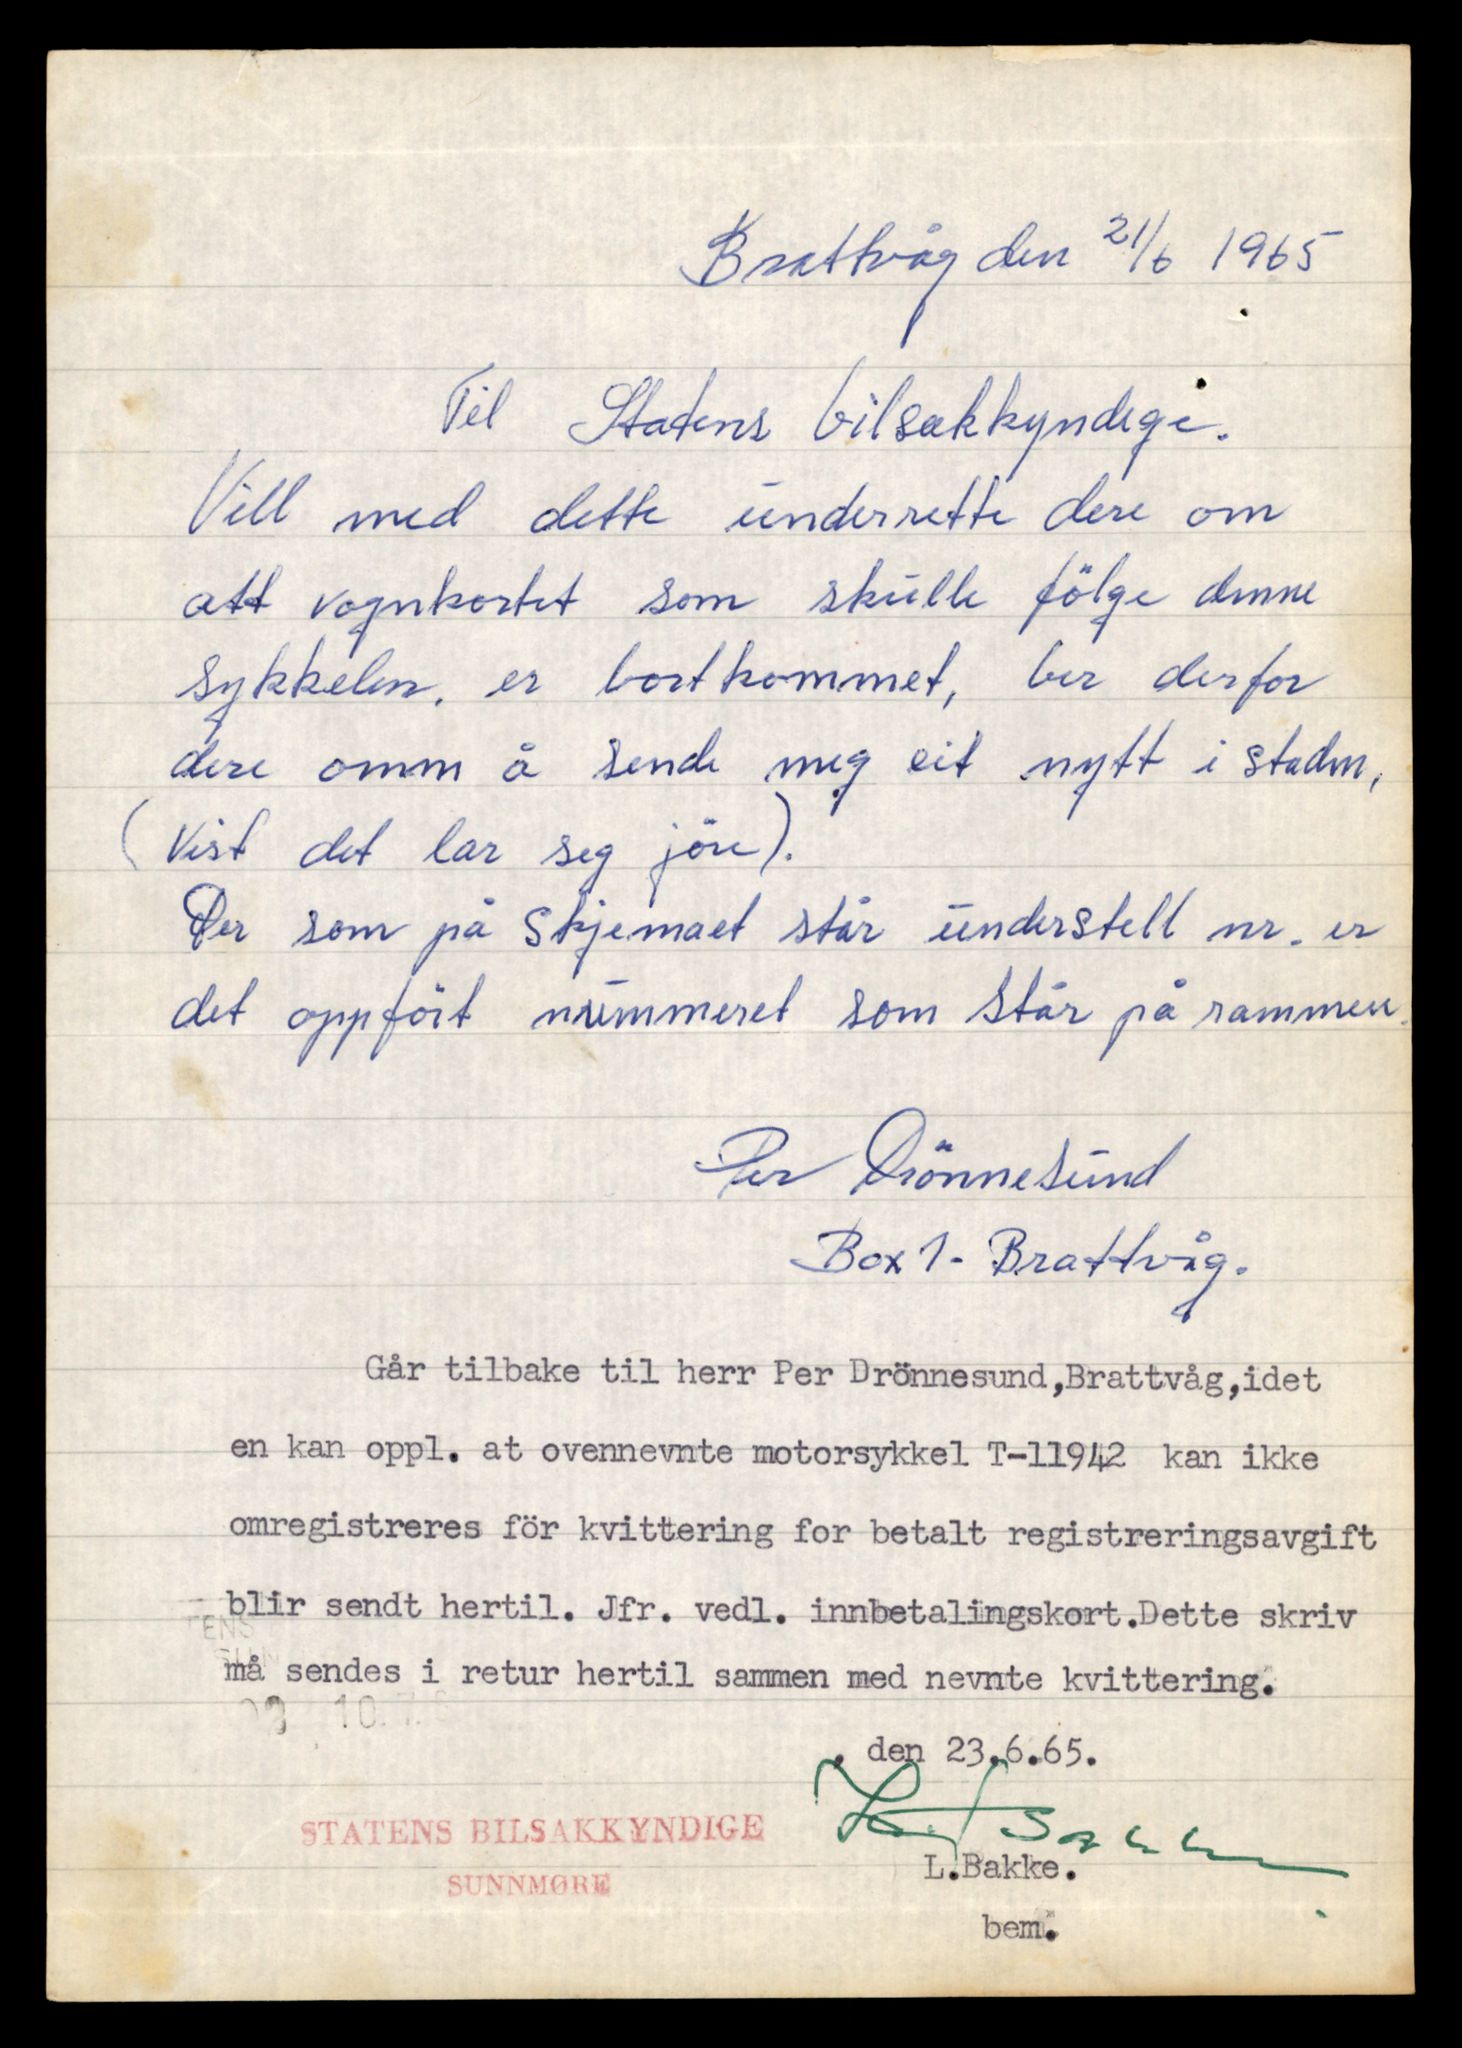 Brattvåg den 21/6 1965
Til Statens bilsakkyndige.
Vill med dette underrette dere om
att vognkortet som skulle fölge denne
sykkelen. er bortkommet, ber derfor
dere omm å sende meg eit nytt i staden,
(Vist det lar seg jöre).
Der som på Skjemaet står understell nr. er
det oppfört nummeret som står på rammen.
Per Drönnesund
Box 1 - Brattvåg.
Går tilbake til herr Per Drönnesund,Brattvåg,idet
en kan oppl. at ovennevnte motorsykkel T-11942 kan ikke
omregistreres för kvittering for betalt registreringsavgift
blir sendt hertil. Jfr. vedl. innbetalingskort.Dette skriv
må sendes i retur hertil sammen med nevnte kvittering.
. den 23.6.65.
STATENS BILSAKKYNDIGE
SUNNMØRE
L.Bakke.
bem.